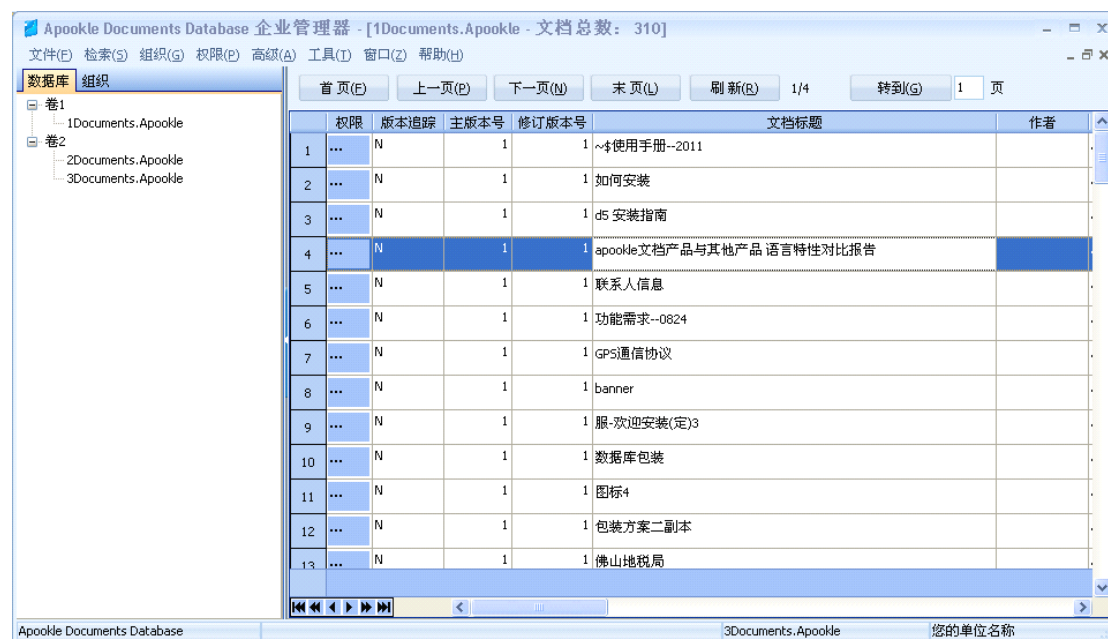 Apookle Documents Database 企业管理器 - [1Documents.Apookle - 文档总数： 310]
文件(F) 检索(S) 组织(G) 权限(P) 高级(A) 工具(T) 窗口(Z) 帮助(H)
数据库 组织
首 页(F) 上一页(P) 下一页(N) 末 页(L) 刷 新(R) 1/4 转到(G) 1 页
卷1
1Documents.Apookle
卷2
2Documents.Apookle
3Documents.Apookle
权限 版本追踪 主版本号 修订版本号 文档标题 作者
1 ... N 1 1 ~$使用手册--2011
2 ... N 1 1 如何安装
3 ... N 1 1 d5 安装指南
4 ... N 1 1 apookle文档产品与其他产品 语言特性对比报告
5 ... N 1 1 联系人信息
6 ... N 1 1 功能需求--0824
7 ... N 1 1 GPS通信协议
8 ... N 1 1 banner
9 ... N 1 1 服-欢迎安装(定)3
10 ... N 1 1 数据库包装
11 ... N 1 1 图标4
12 ... N 1 1 包装方案二副本
13 ... N 1 1 佛山地税局
Apookle Documents Database 3Documents.Apookle 您的单位名称